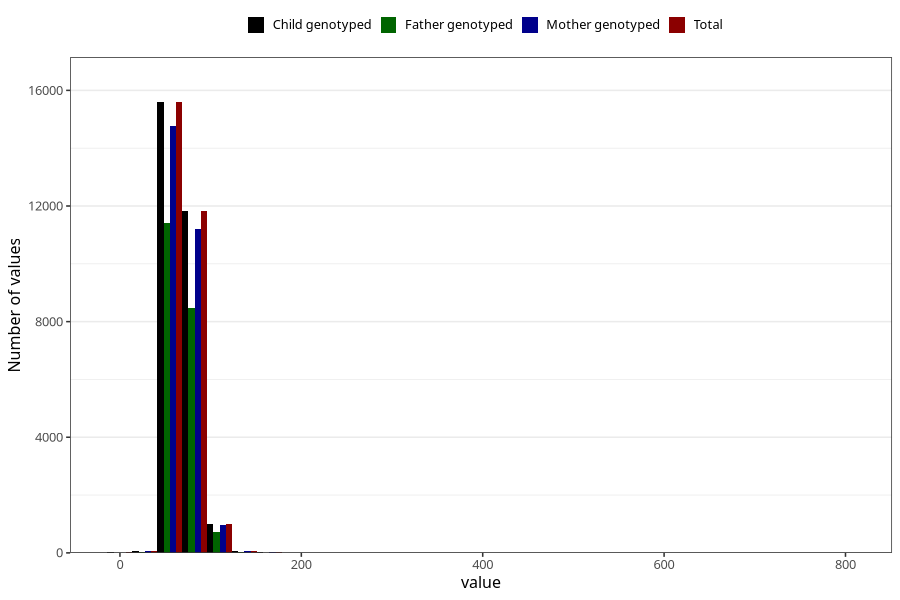 Child genotyped Father genotyped Mother genotyped Total
16000
12000
8000
4000
0
Number of values
0 200 400 600 800
value